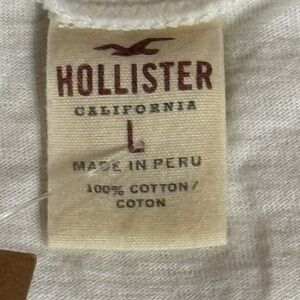 HOLLISTER
CALIFORNIA
L
MADE IN PERU
100% COTTON/
COTON